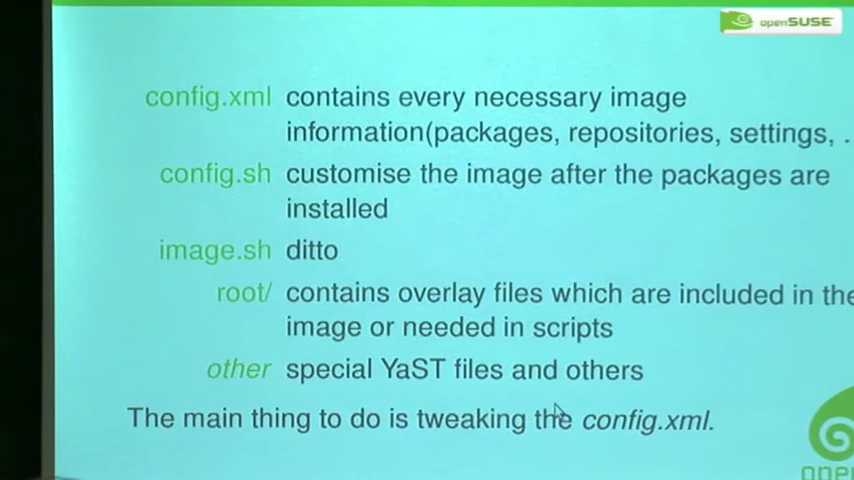 openSUSE
config.xml contains every necessary image
information(packages, repositories, settings, .
config.sh customise the image after the packages are
installed
image.sh ditto
root/ contains overlay files which are included in the
image or needed in scripts
other special YaST files and others
The main thing to do is tweaking the config.xml.
open